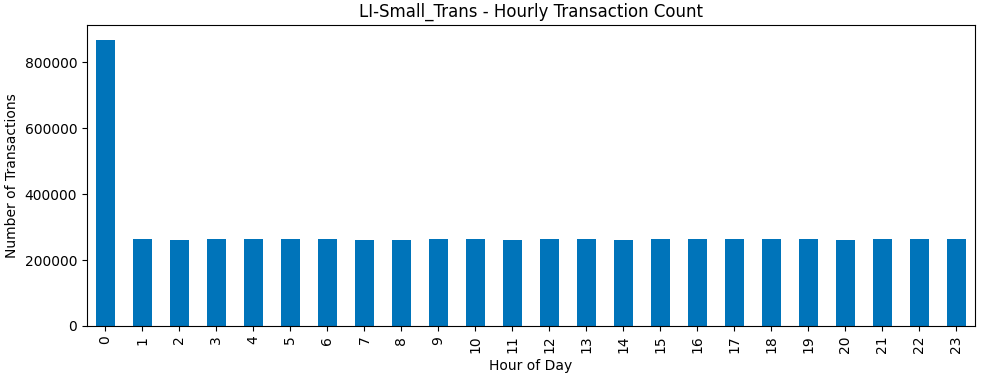 LI-Small_Trans - Hourly Transaction Count
Number of Transactions
800000
600000
400000
200000
0
0 1 2 3 4 5 6 7 8 9 10 11 12 13 14 15 16 17 18 19 20 21 22 23
Hour of Day